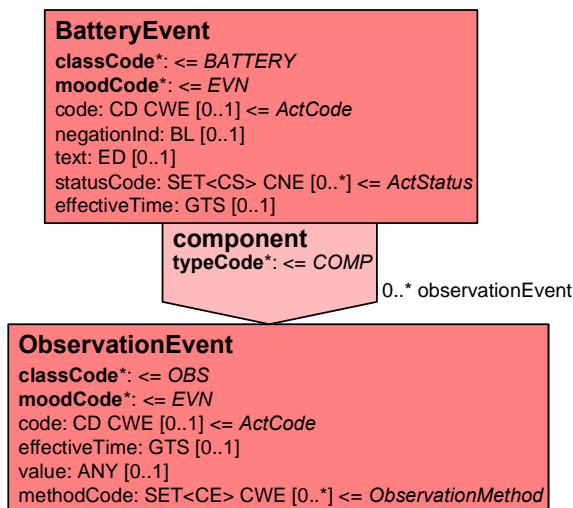 BatteryEvent
classCode*: <= BATTERY
moodCode*: <= EVN
code: CD CWE [0..1] <= ActCode
negationInd: BL [0..1]
text: ED [0..1]
statusCode: SET<CS> CNE [0..*] <= ActStatus
effectiveTime: GTS [0..1]
component
typeCode*: <= COMP
0..* observationEvent
ObservationEvent
classCode*: <= OBS
moodCode*: <= EVN
code: CD CWE [0..1] <= ActCode
effectiveTime: GTS [0..1]
value: ANY [0..1]
methodCode: SET<CE> CWE [0..*] <= ObservationMethod